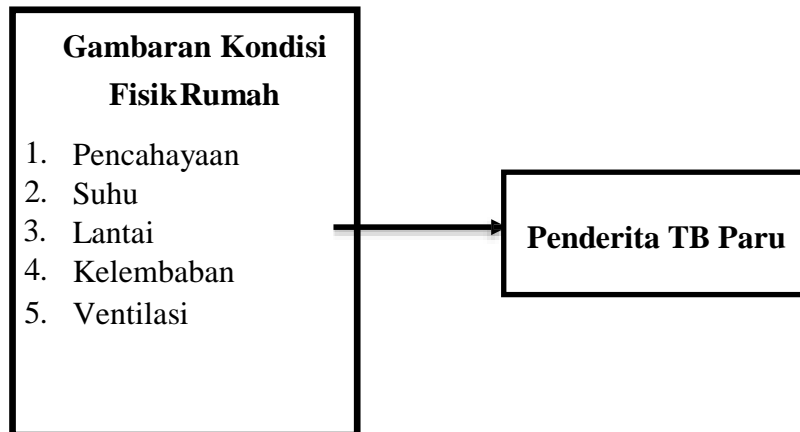 Gambaran Kondisi
FisikRumah
1. Pencahayaan
2. Suhu
3. Lantai
4. Kelembaban
5. Ventilasi
Penderita TB Paru